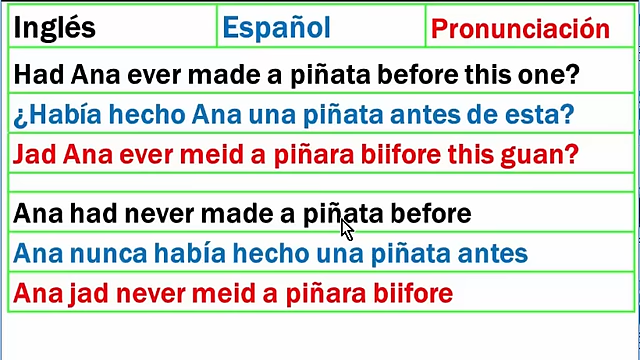 Inglés Español Pronunciación
Had Ana ever made a piñata before this one?
¿Había hecho Ana una piñata antes de esta?
Jad Ana ever meid a piñara biifore this guan?
Ana had never made a piñata before
Ana nunca había hecho una piñata antes
Ana jad never meid a piñara biifore